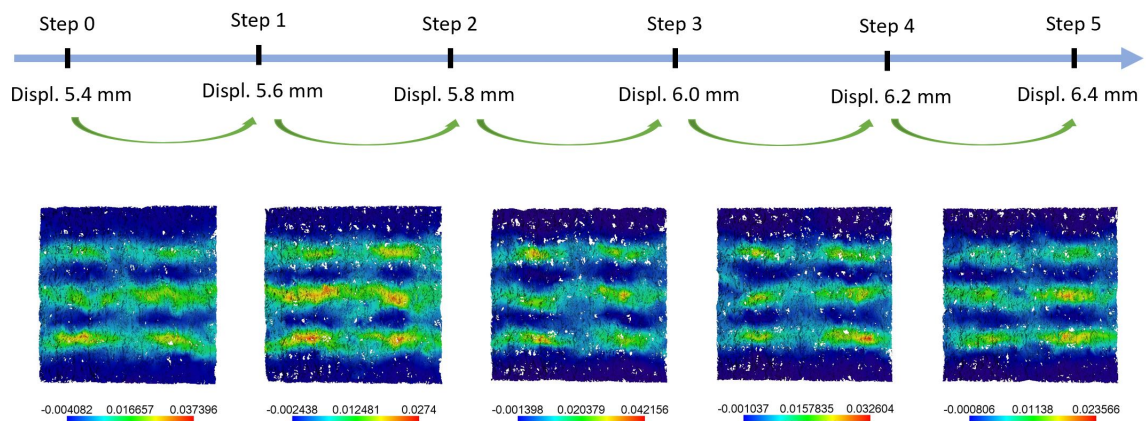 Step 0 Step 1 Step 2 Step 3 Step 4 Step 5
Displ. 5.4 mm Displ. 5.6 mm Displ. 5.8 mm Displ. 6.0 mm Displ. 6.2 mm Displ. 6.4 mm
-0.004082 0.016657 0.037396 -0.002438 0.012481 0.0274 -0.001398 0.020379 0.042156 -0.001037 0.0157835 0.032604 -0.000806 0.01138 0.023566